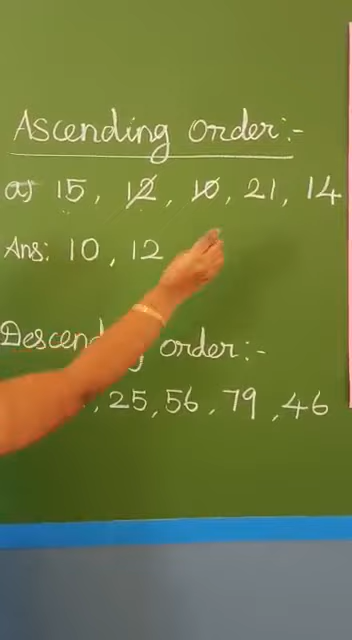 Ascending Order:-
a) 15, 12, 10, 21, 14
Ans: 10, 12
Order:-
, 25, 56, 79, 46